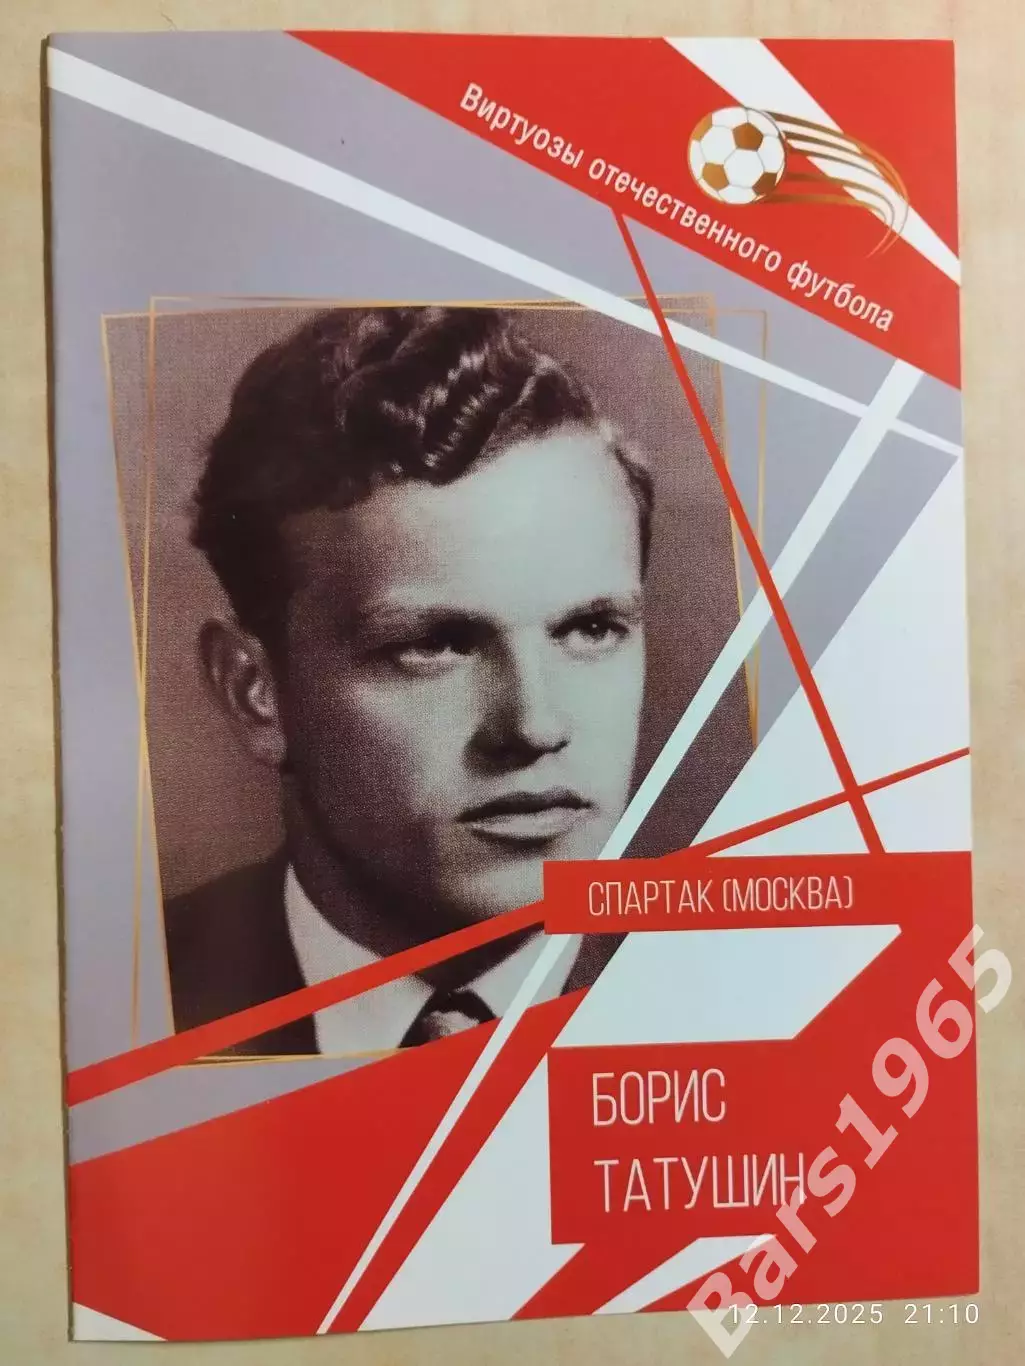 Виртуозы отечественного футбола
СПАРТАК (МОСКВА)
БОРИС
ТАТУШИН
Bars1965
12.12.2025 21:10